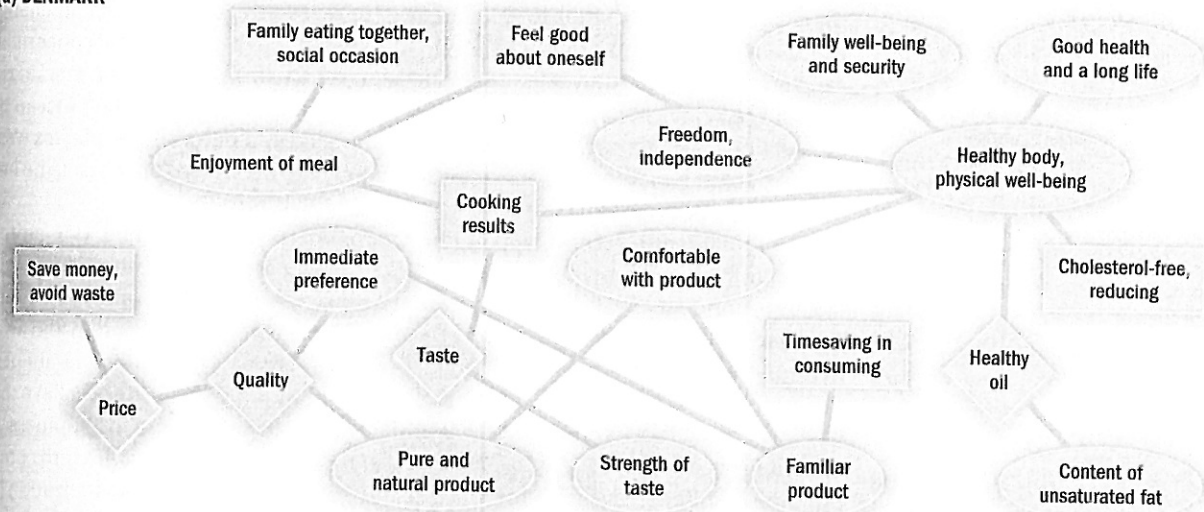 (a) DENMARK
Family eating together,
social occasion
Feel good
about oneself
Family well-being
and security
Good health
and a long life
Enjoyment of meal
Freedom,
independence
Healthy body,
physical well-being
Cooking
results
Save money,
avoid waste
Immediate
preference
Comfortable
with product
Cholesterol-free,
reducing
Taste
Timesaving in
consuming
Healthy
oil
Price
Quality
Pure and
natural product
Strength of
taste
Familiar
product
Content of
unsaturated fat